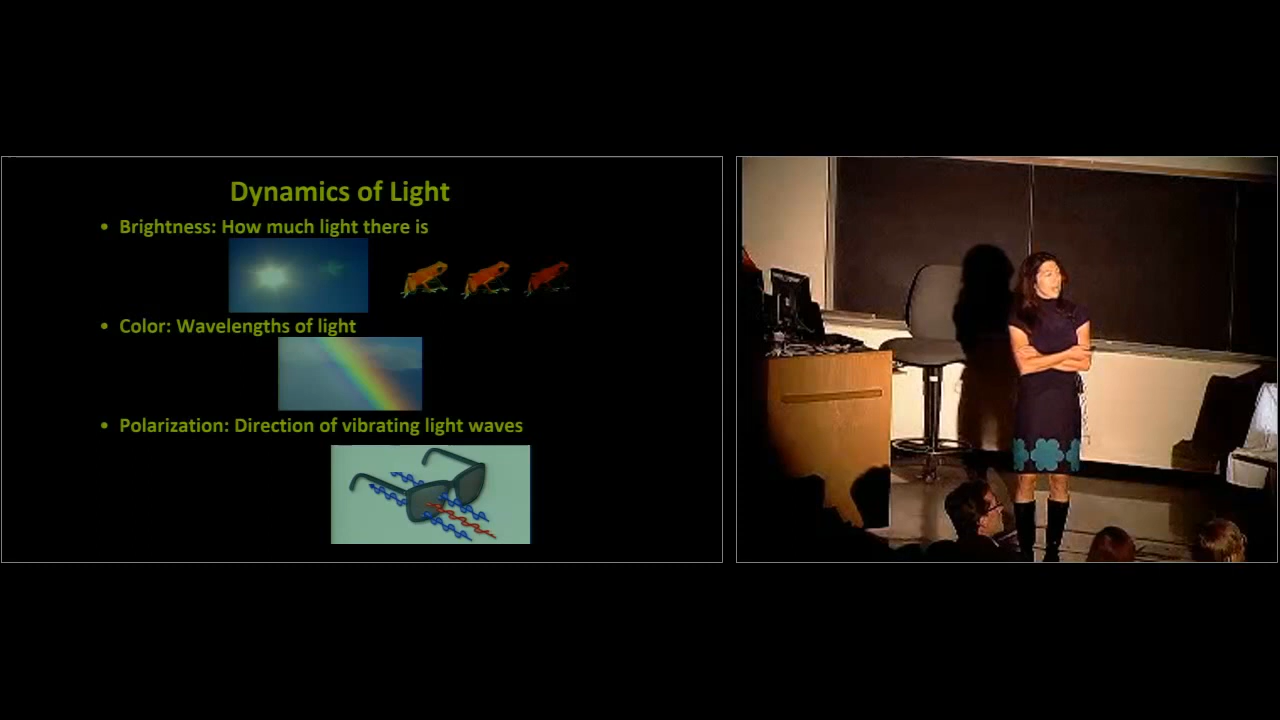 Dynamics of Light
• Brightness: How much light there is
• Color: Wavelengths of light
• Polarization: Direction of vibrating light waves